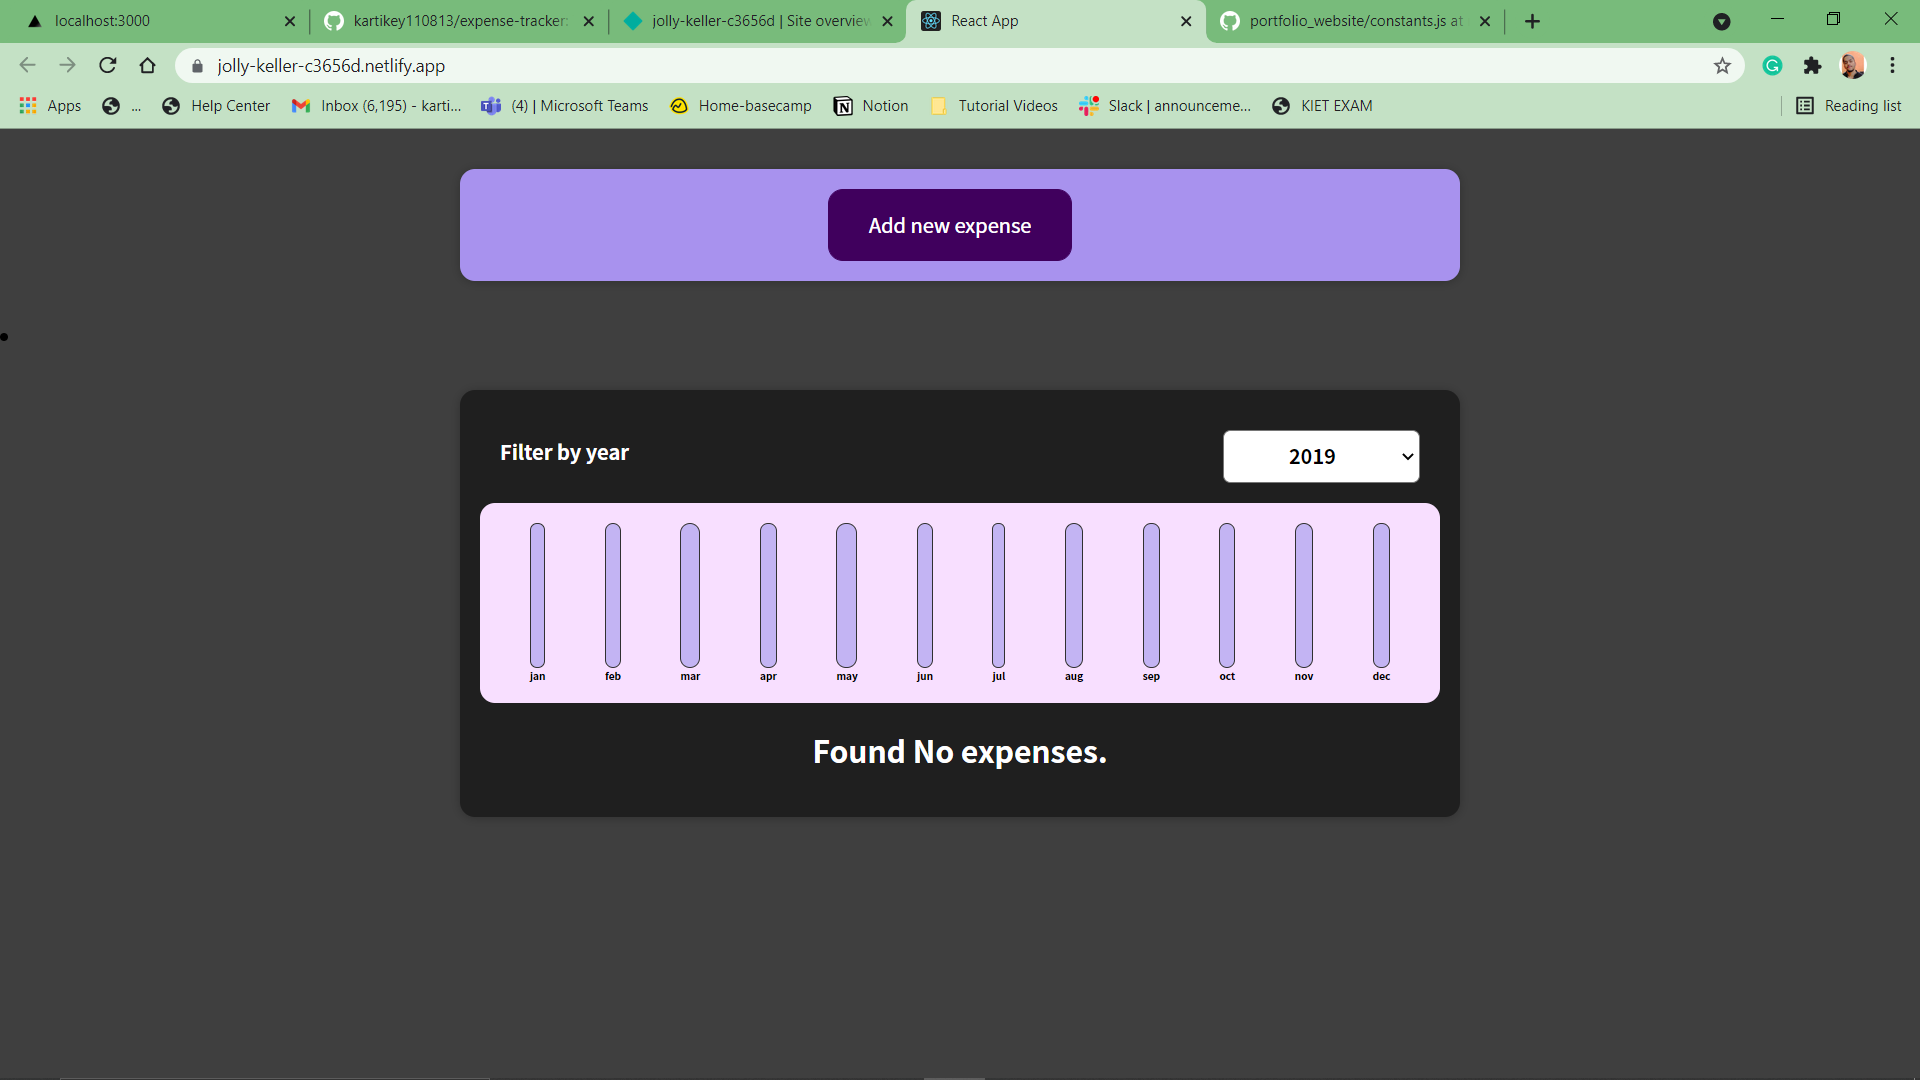 localhost:3000
kartikey110813/expense-tracker:
jolly-keller-c3656d | Site overview
React App
portfolio_website/constants.js at
jolly-keller-c3656d.netlify.app
Apps
...
Help Center
Inbox (6,195) - karti...
(4) | Microsoft Teams
Home-basecamp
Notion
Tutorial Videos
Slack | announceme...
KIET EXAM
Reading list
Add new expense
Filter by year
2019
jan feb mar apr may jun jul aug sep oct nov dec
Found No expenses.